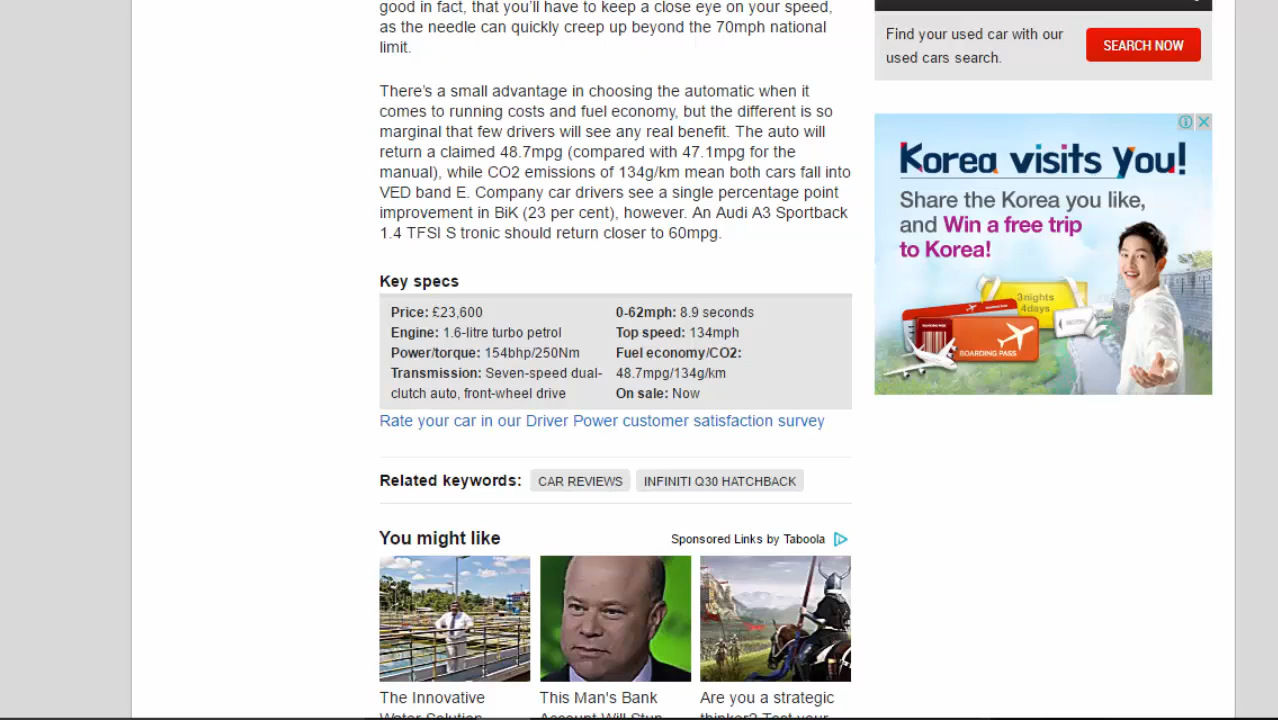 good in fact, that you'll have to keep a close eye on your speed,
as the needle can quickly creep up beyond the 70mph national
limit.
There's a small advantage in choosing the automatic when it
comes to running costs and fuel economy, but the different is so
marginal that few drivers will see any real benefit. The auto will
return a claimed 48.7mpg (compared with 47.1mpg for the
manual), while CO2 emissions of 134g/km mean both cars fall into
VED band E. Company car drivers see a single percentage point
improvement in BiK (23 per cent), however. An Audi A3 Sportback
1.4 TFSI S tronic should return closer to 60mpg.
Key specs
Price: £23,600
Engine: 1.6-litre turbo petrol
Power/torque: 154bhp/250Nm
Transmission: Seven-speed dual-
clutch auto, front-wheel drive
0-62mph: 8.9 seconds
Top speed: 134mph
Fuel economy/CO2:
48.7mpg/134g/km
On sale: Now
Rate your car in our Driver Power customer satisfaction survey
Related keywords: CAR REVIEWS INFINITI Q30 HATCHBACK
You might like
Sponsored Links by Taboola
The Innovative
Water Solution
This Man's Bank
Account Will Stun
Are you a strategic
thinker? Test your
Find your used car with our
used cars search.
SEARCH NOW
Korea visits you!
Share the Korea you like,
and Win a free trip
to Korea!
3nights
4days
BOARDING PASS